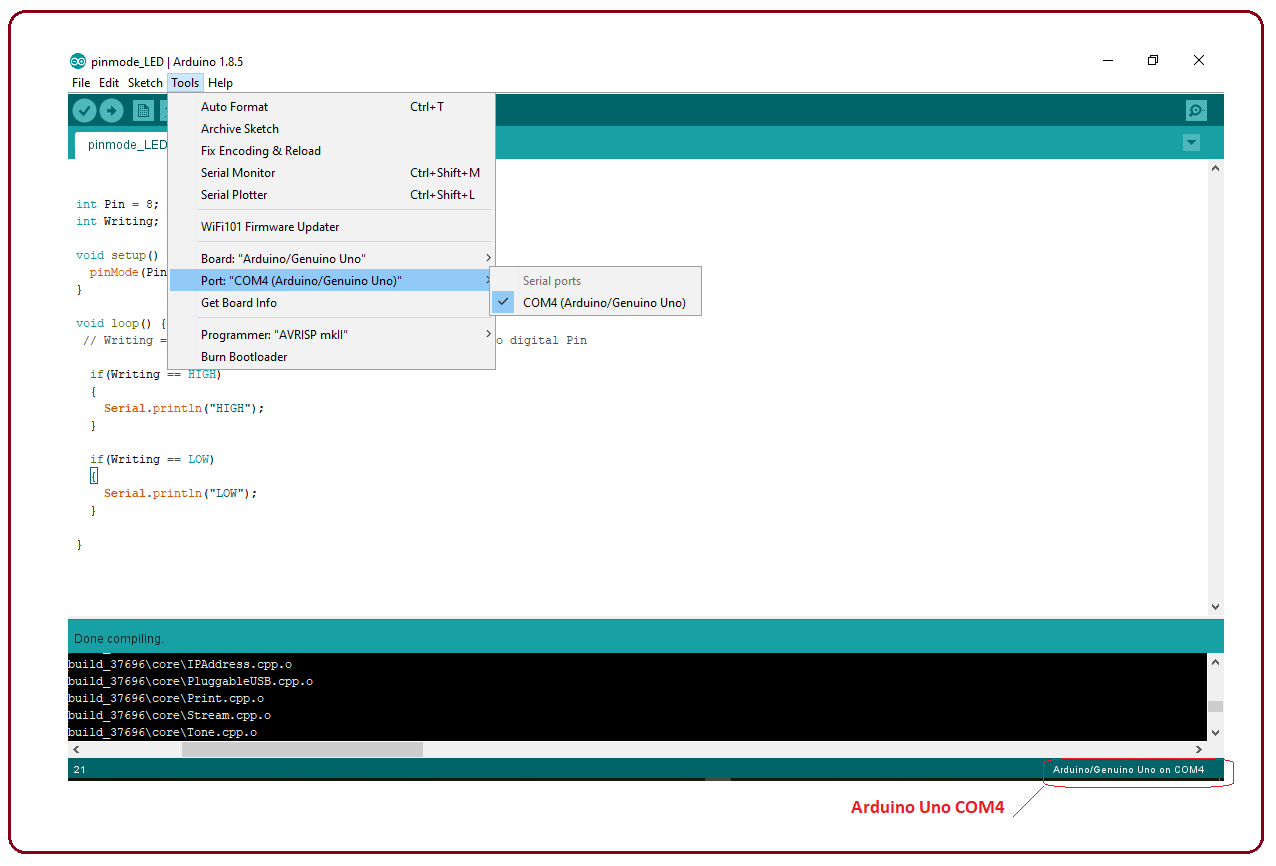 pinmode_LED | Arduino 1.8.5
File Edit Sketch Tools Help
pinmode_LED
Auto Format Ctrl+T
Archive Sketch
Fix Encoding & Reload
Serial Monitor Ctrl+Shift+M
Serial Plotter Ctrl+Shift+L
WiFi101 Firmware Updater
Board: "Arduino/Genuino Uno"
Port: "COM4 (Arduino/Genuino Uno)"
Get Board Info
Programmer: "AVRISP mkII"
Burn Bootloader
Serial ports
COM4 (Arduino/Genuino Uno)
int Pin = 8;
int Writing;
void setup()
pinMode(Pin
}
void loop() {
// Writing = o digital Pin
if(Writing == HIGH)
{
Serial.println("HIGH");
}
if(Writing == LOW)
{
Serial.println("LOW");
}
}
Done compiling.
build_37696\core\IPAddress.cpp.o
build_37696\core\PluggableUSB.cpp.o
build_37696\core\Print.cpp.o
build_37696\core\Stream.cpp.o
build_37696\core\Tone.cpp.o
21 Arduino/Genuino Uno on COM4
Arduino Uno COM4